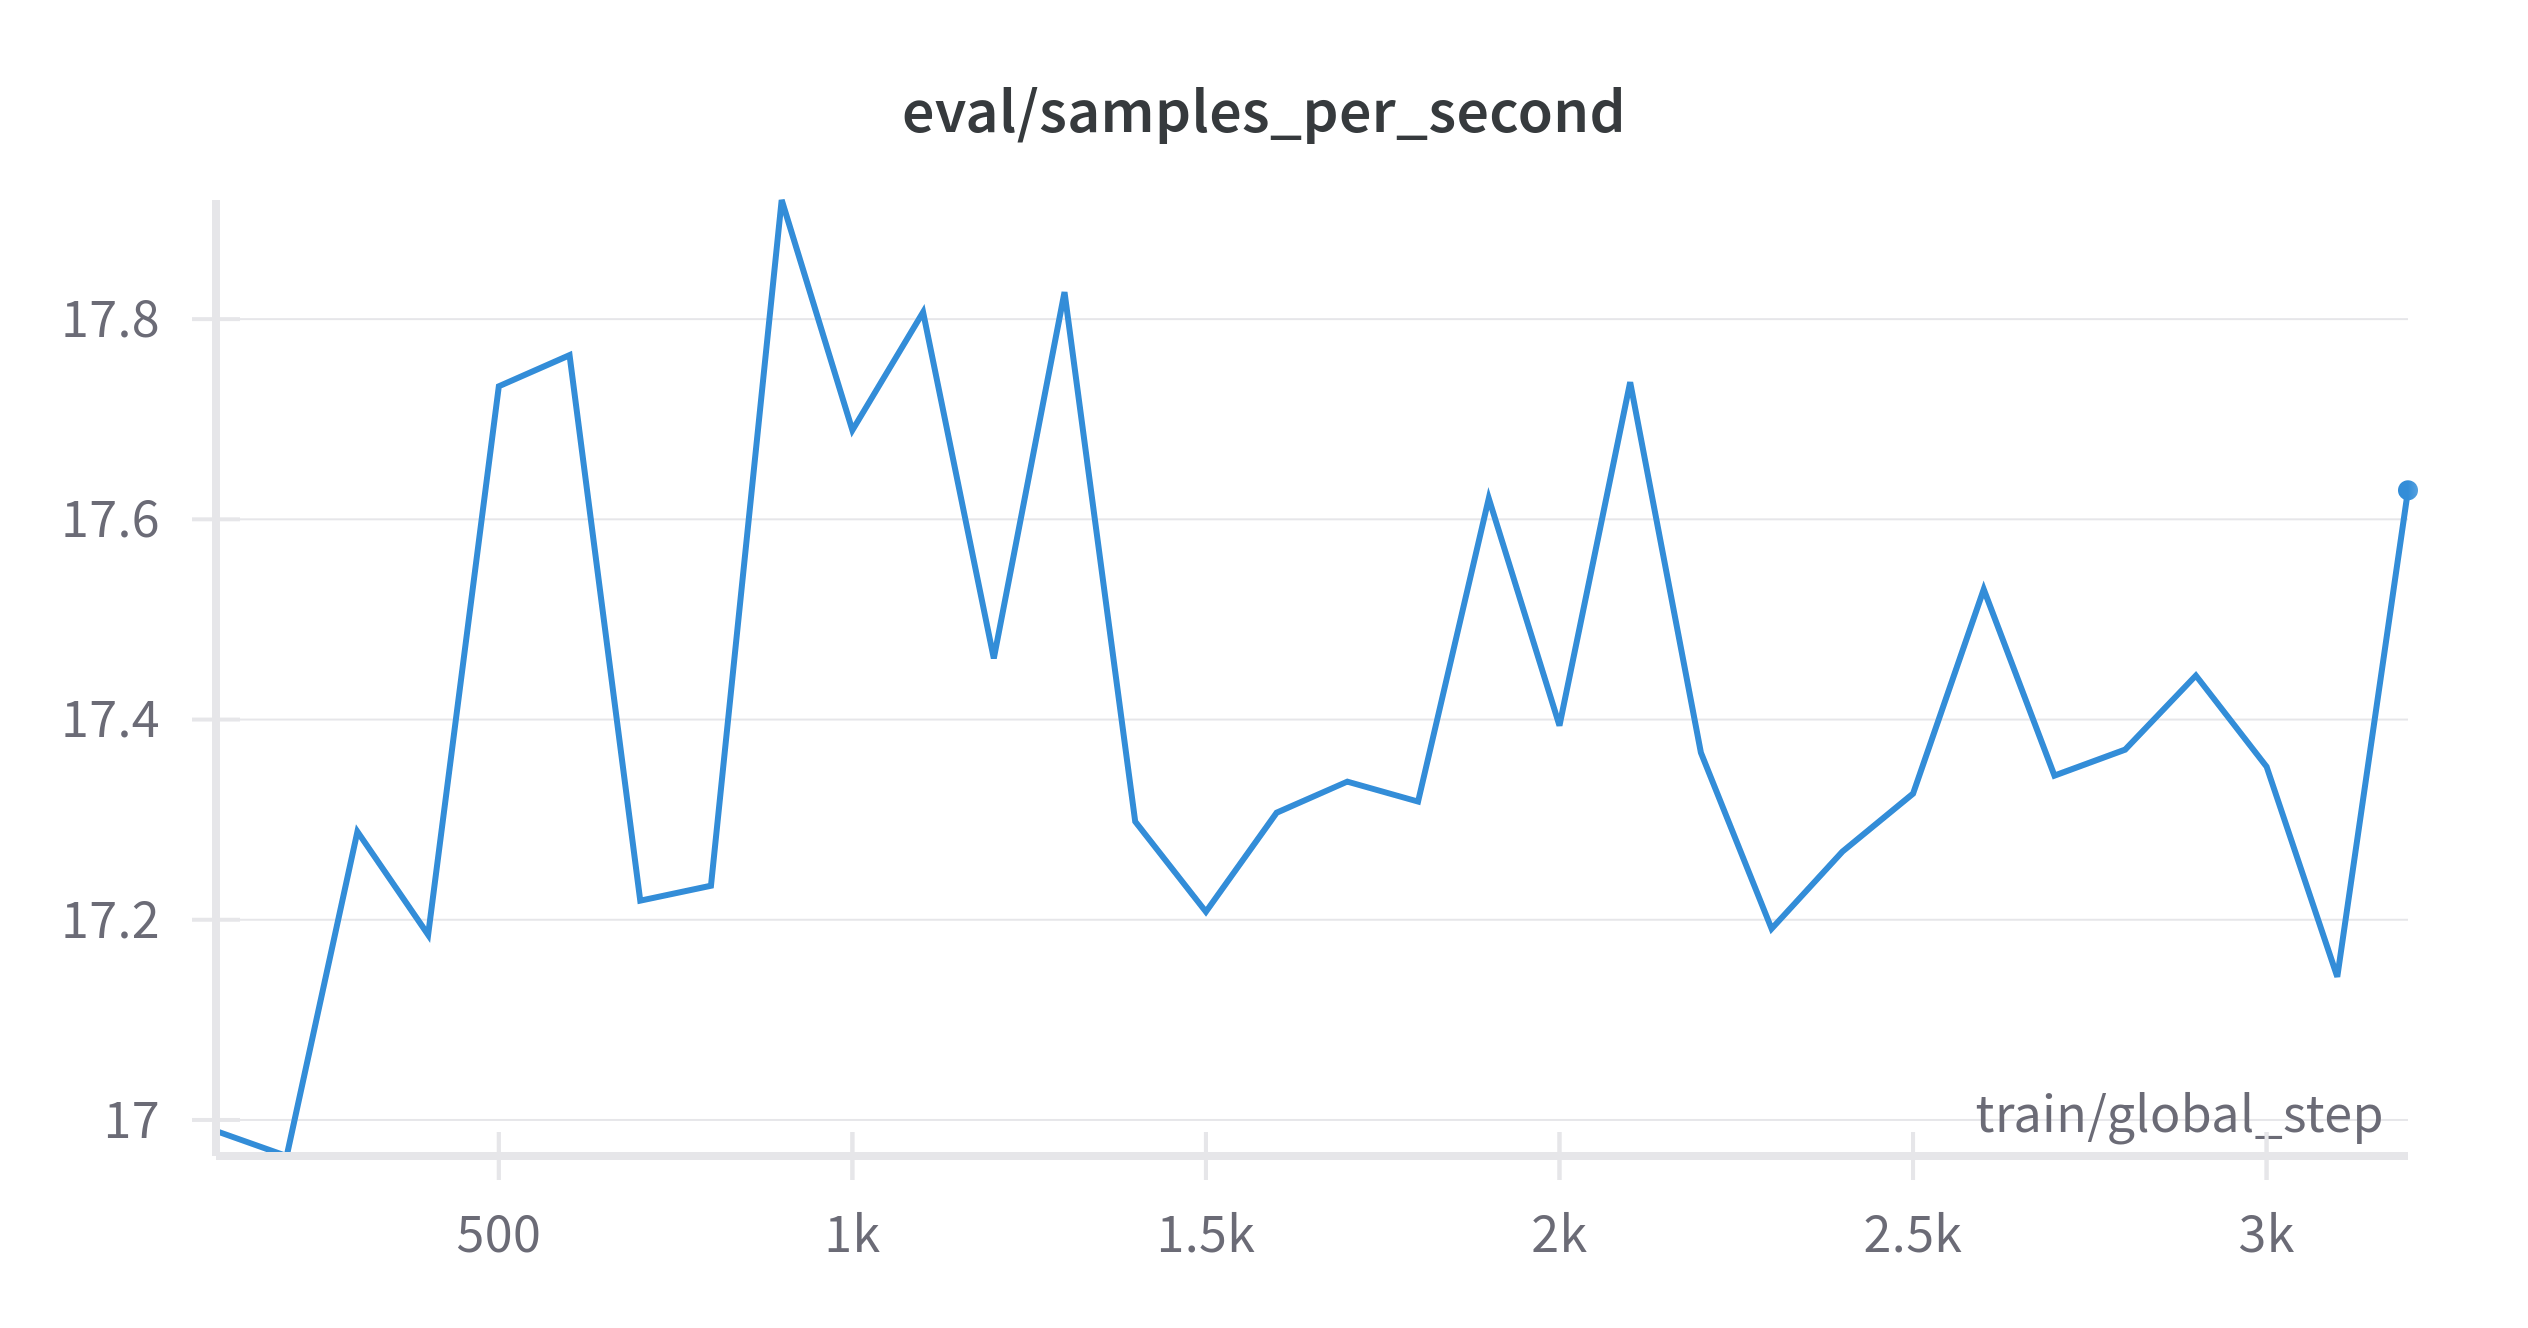 eval/samples_per_second
17.8
17.6
17.4
17.2
17
train/global_step
500 1k 1.5k 2k 2.5k 3k